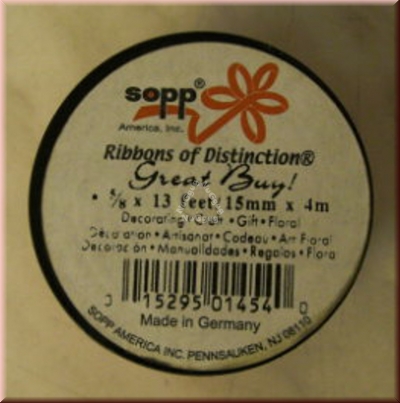 sopp®
America, Inc.
Ribbons of Distinction®
Great Buy!
• 5/8 x 13 feet/15mm x 4m
Decorating • Craft • Gift • Floral
Décoration • Artisanat • Cadeau • Art Floral
Decoración • Manualidades • Regalos • Flora
0 15295 01454 0
Made in Germany
SOPP AMERICA INC. PENNSAUKEN, NJ 08110